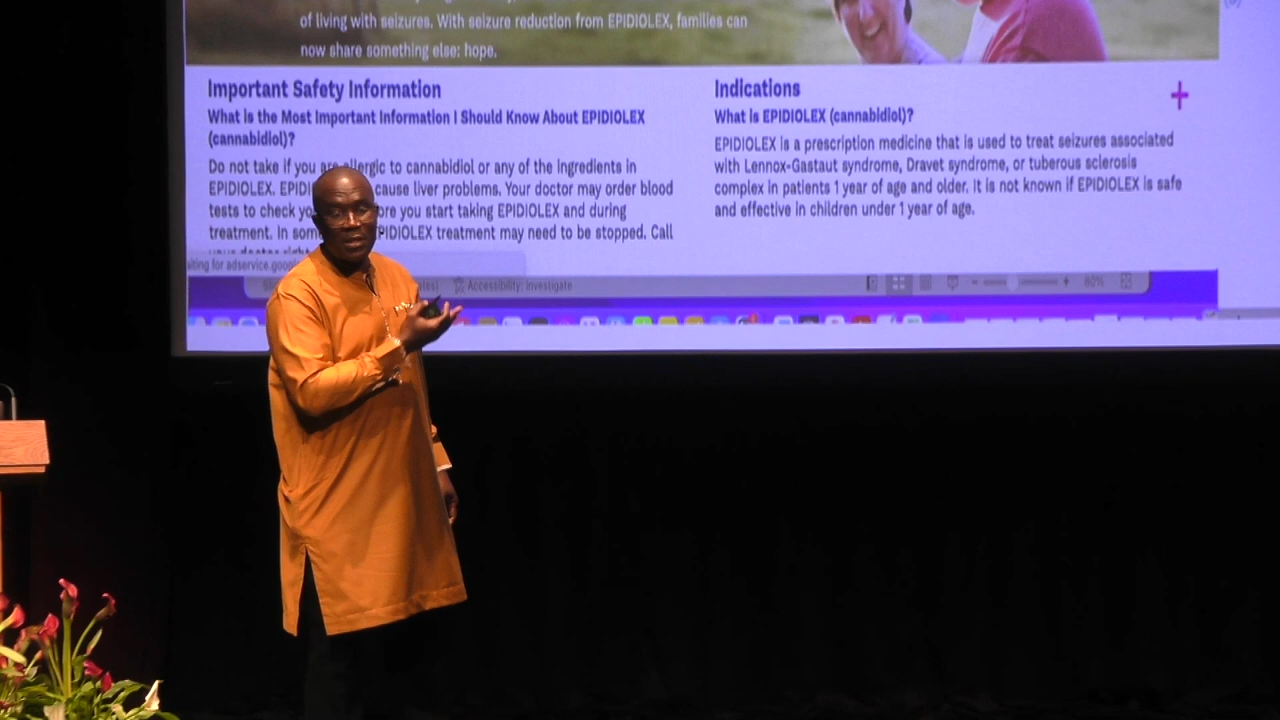 of living with seizures. With seizure reduction from EPIDIOLEX, families can
now share something else: hope.
Important Safety Information
What is the Most Important Information I Should Know About EPIDIOLEX
(cannabidiol)?
Do not take if you are allergic to cannabidiol or any of the ingredients in
EPIDIOLEX. cause liver problems. Your doctor may order blood
tests to check you start taking EPIDIOLEX and during
treatment. In EPIDIOLEX treatment may need to be stopped. Call
Indications
What is EPIDIOLEX (cannabidiol)?
EPIDIOLEX is a prescription medicine that is used to treat seizures associated
with Lennox-Gastaut syndrome, Dravet syndrome, or tuberous sclerosis
complex in patients 1 year of age and older. It is not known if EPIDIOLEX is safe
and effective in children under 1 year of age.
Accessibility: Investigate
80%